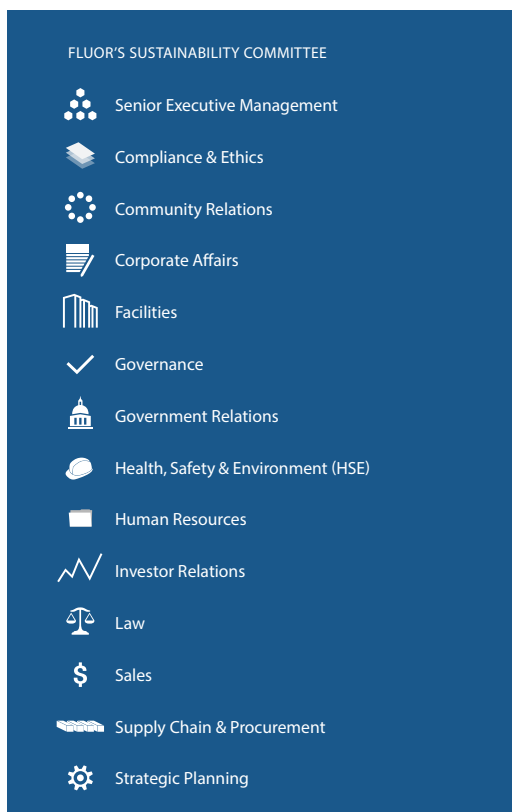 FLUOR’S SUSTAINABILITY COMMITTEE
Senior Executive Management
Compliance & Ethics
Community Relations
Corporate Affairs
Facilities
Governance
Government Relations
Health, Safety & Environment (HSE)
Human Resources
Investor Relations
Law
$ Sales
Supply Chain & Procurement
Strategic Planning